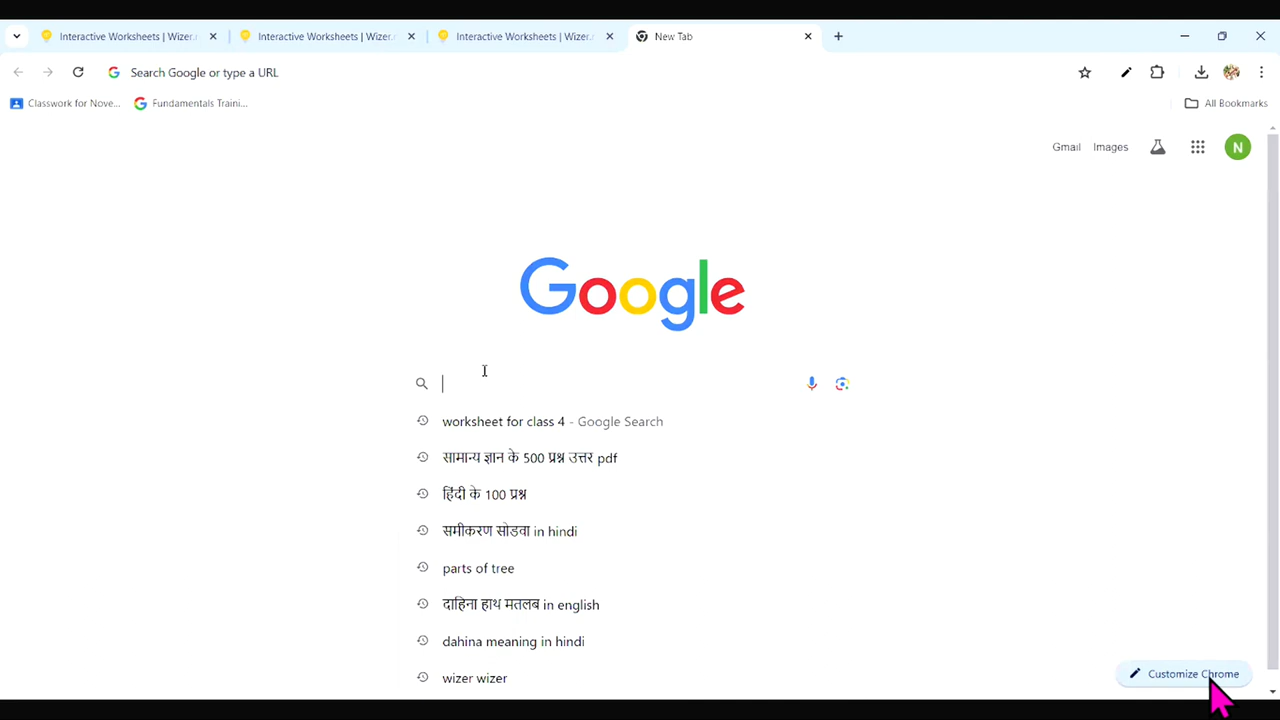 Interactive Worksheets | Wizer.
Interactive Worksheets | Wizer.
Interactive Worksheets | Wizer.
New Tab
Search Google or type a URL
Classwork for Nove...
Fundamentals Traini...
All Bookmarks
Gmail
Images
N
Google
worksheet for class 4 - Google Search
सामान्य ज्ञान के 500 प्रश्न उत्तर pdf
हिंदी के 100 प्रश्न
समीकरण सोडवा in hindi
parts of tree
दाहिना हाथ मतलब in english
dahina meaning in hindi
wizer wizer
Customize Chrome